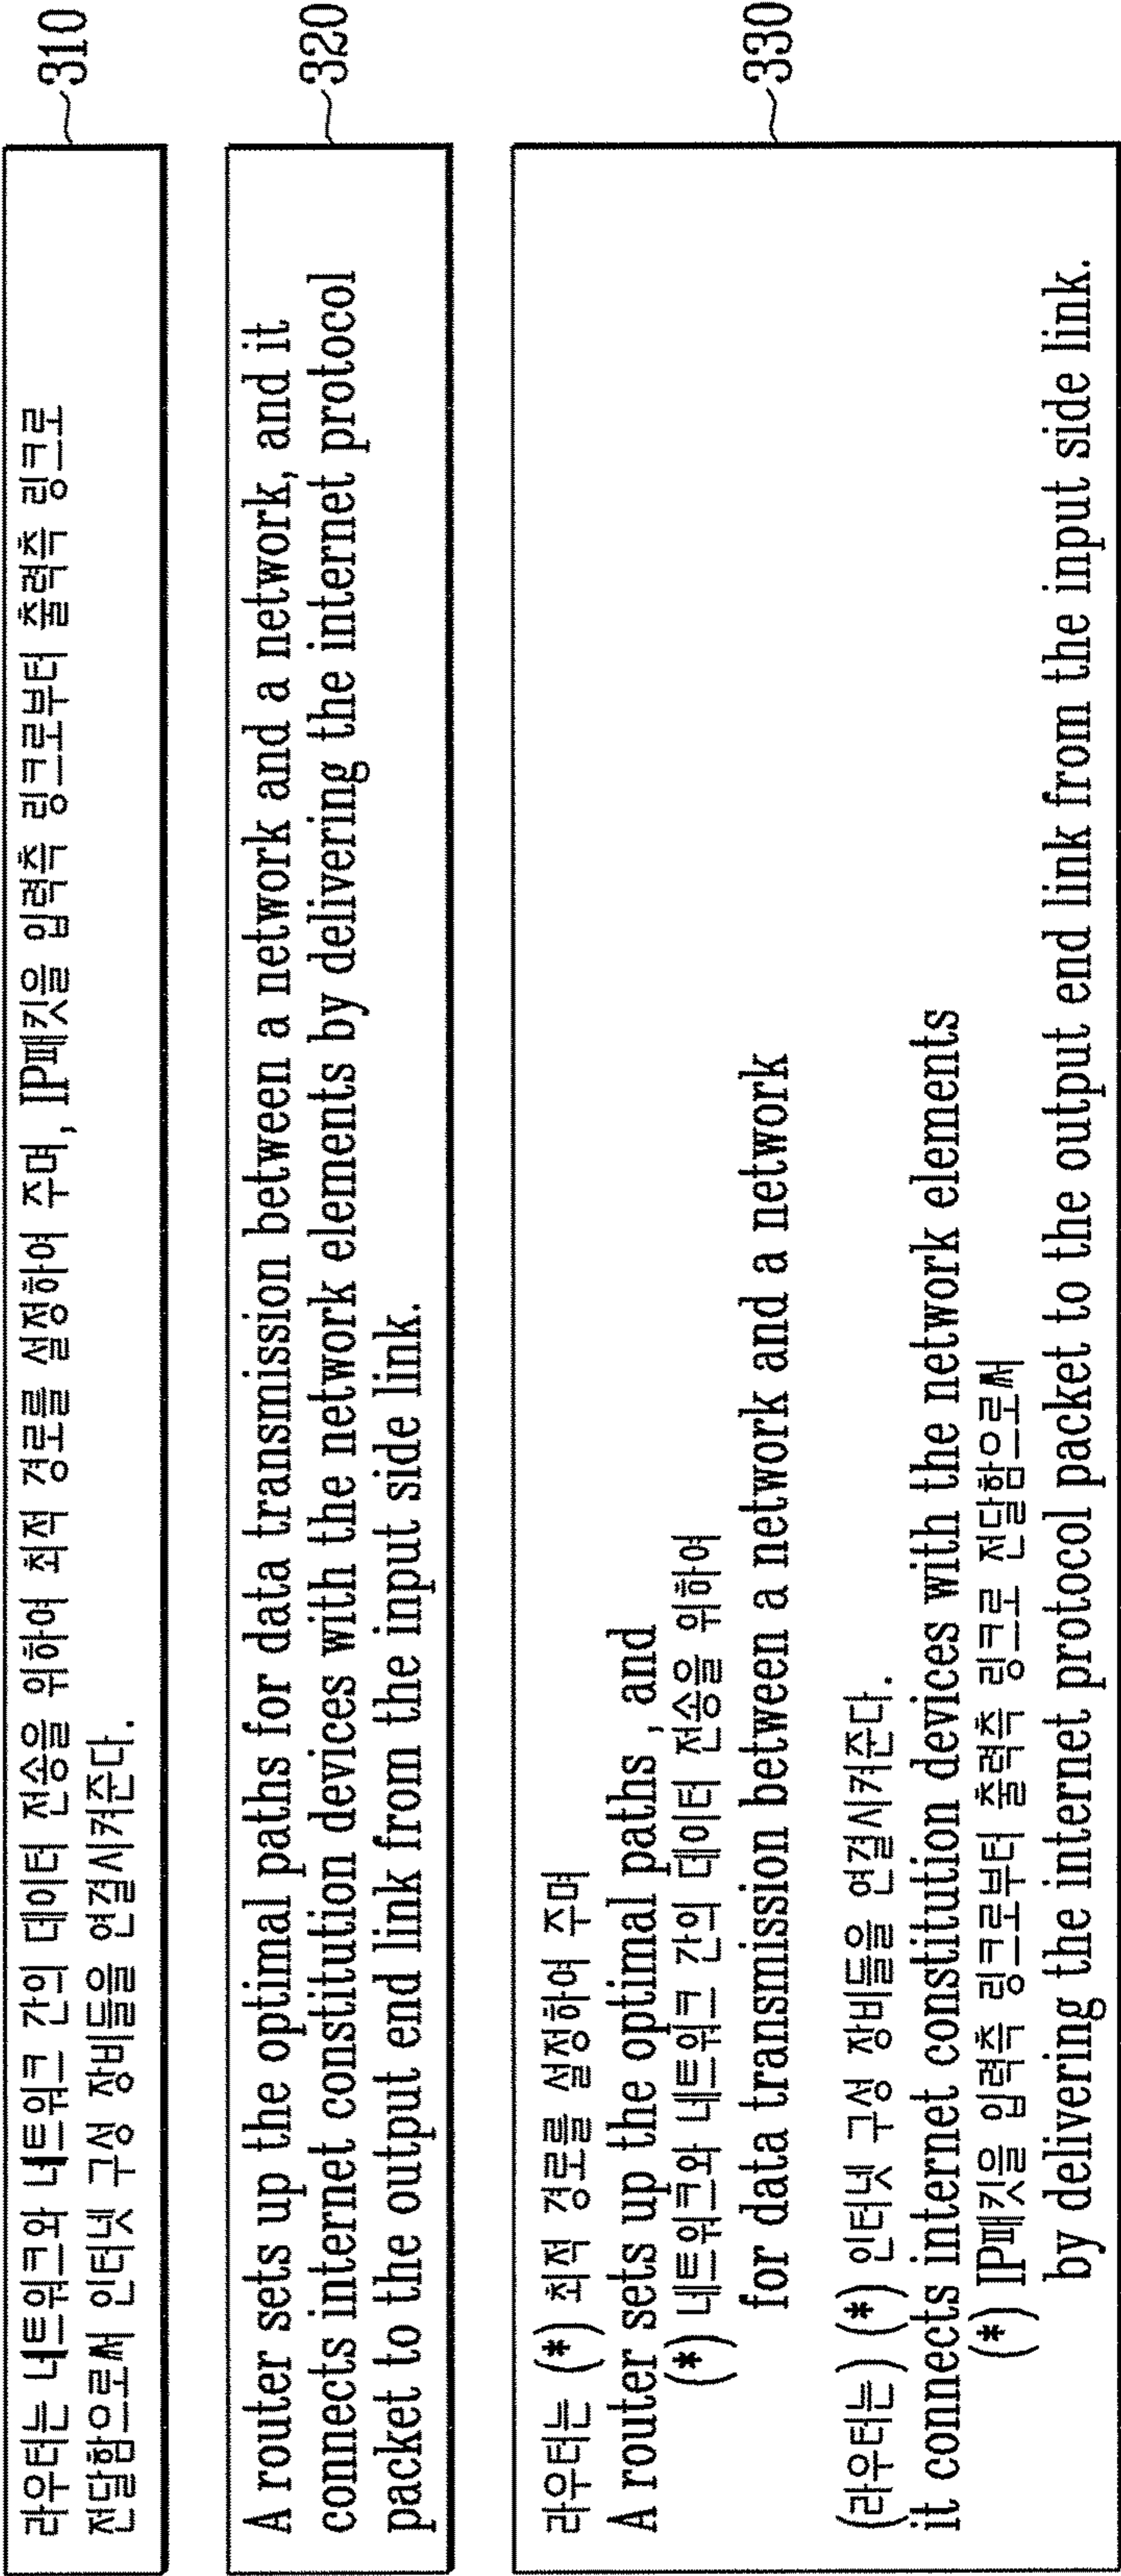 라우터는 네트워크와 네트워크 간의 데이터 전송을 위하여 최적 경로를 설정하여 주며, IP패킷을 입력측 링크로부터 출력측 링크로
전달함으로써 인터넷 구성 장비들을 연결시켜준다.
310
A router sets up the optimal paths for data transmission between a network and a network, and it
connects internet constitution devices with the network elements by delivering the internet protocol
packet to the output end link from the input side link.
320
라우터는 (*) 최적 경로를 설정하여 주며
A router sets up the optimal paths , and
(*) 네트워크와 네트워크 간의 데이터 전송을 위하여
for data transmission between a network and a network
(라우터는) (*) 인터넷 구성 장비들을 연결시켜준다.
it connects internet constitution devices with the network elements
(*) IP패킷을 입력측 링크로부터 출력측 링크로 전달함으로써
by delivering the internet protocol packet to the output end link from the input side link.
330